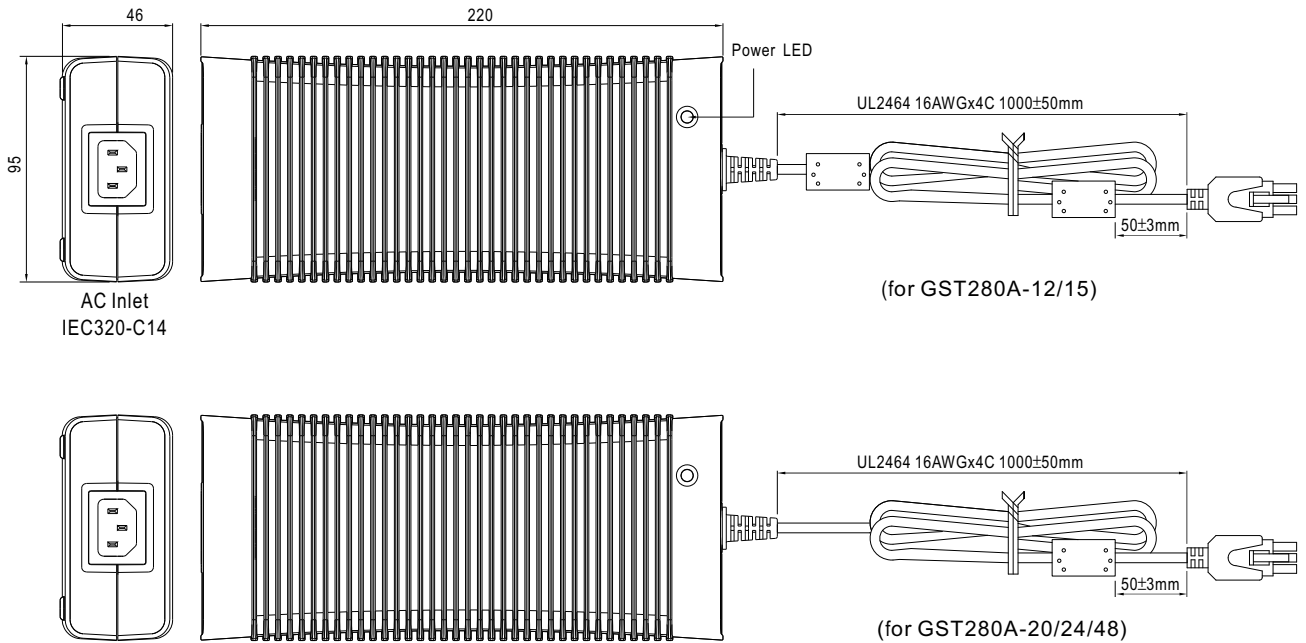 46
220
Power LED
UL2464 16AWGx4C 1000±50mm
95
50±3mm
(for GST280A-12/15)
AC Inlet
IEC320-C14
UL2464 16AWGx4C 1000±50mm
50±3mm
(for GST280A-20/24/48)